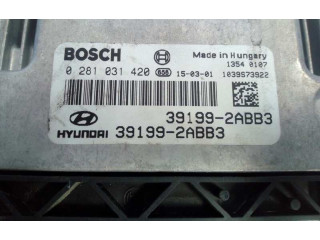 BOSCH
Made in Hungary
1354 0107
0 281 031 420 658 15-03-01 1039S73922
39199-2ABB3
HYUNDAI 39199-2ABB3